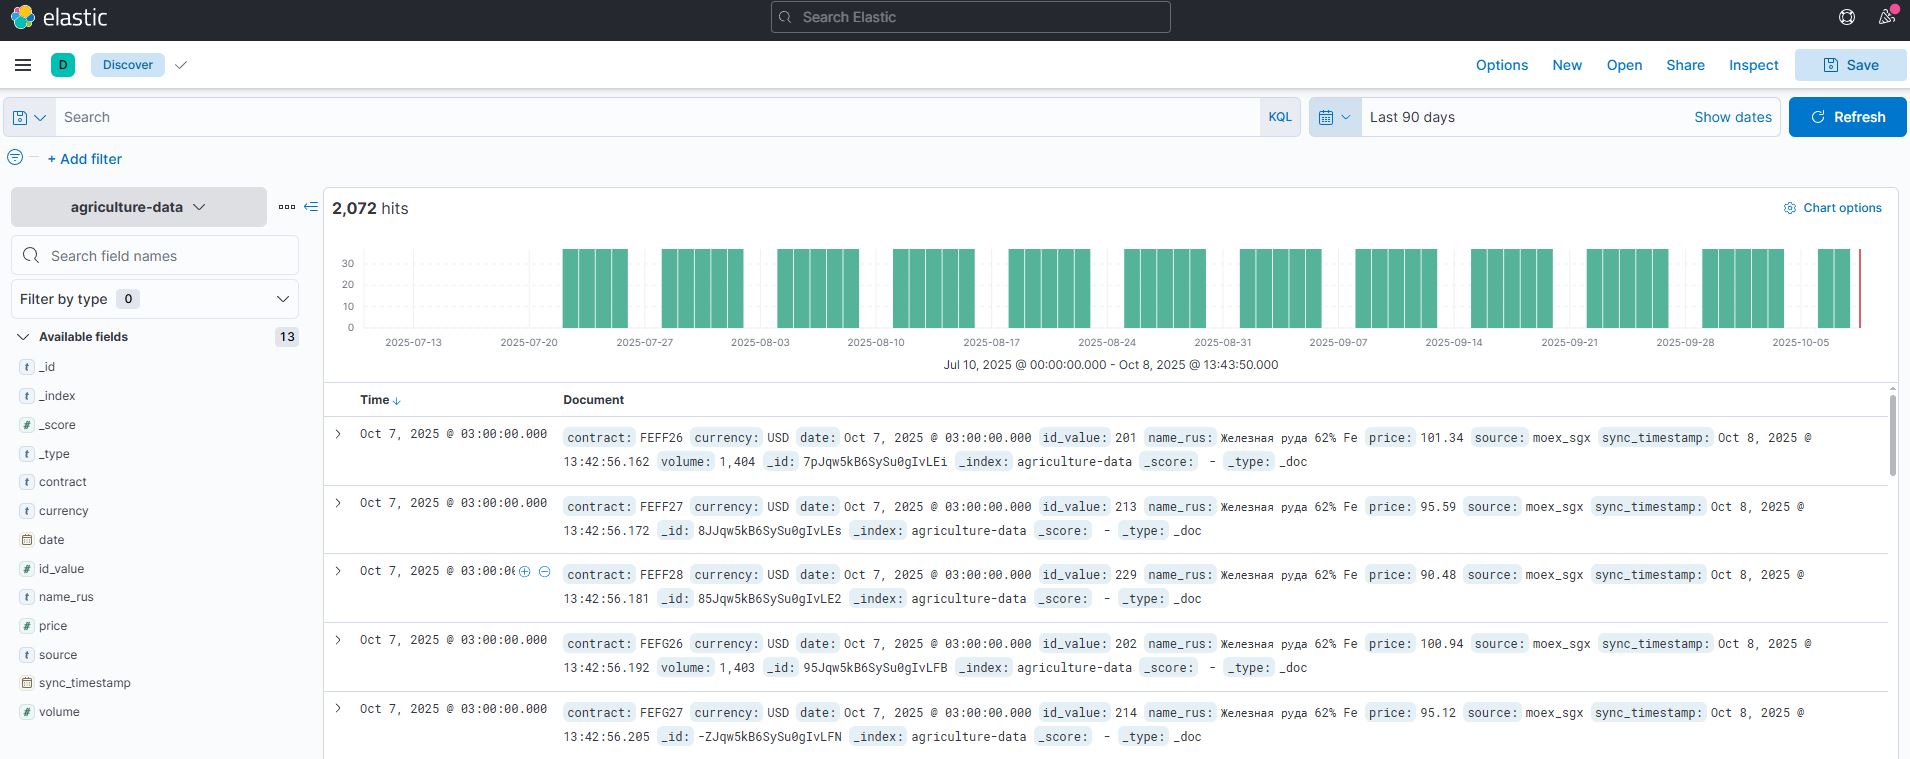 elastic
Search Elastic
D Discover Options New Open Share Inspect Save
Search KQL Last 90 days Show dates Refresh
+ Add filter
agriculture-data
Search field names
Filter by type 0
Available fields 13
t _id
t _index
# _score
t _type
t contract
t currency
date
# id_value
t name_rus
# price
t source
sync_timestamp
# volume
2,072 hits
Chart options
30
20
10
0
2025-07-13 2025-07-20 2025-07-27 2025-08-03 2025-08-10 2025-08-17 2025-08-24 2025-08-31 2025-09-07 2025-09-14 2025-09-21 2025-09-28 2025-10-05
Jul 10, 2025 @ 00:00:00.000 - Oct 8, 2025 @ 13:43:50.000
Time Document
Oct 7, 2025 @ 03:00:00.000 contract: FEFF26 currency: USD date: Oct 7, 2025 @ 03:00:00.000 id_value: 201 name_rus: Железная руда 62% Fe price: 101.34 source: moex_sgx sync_timestamp: Oct 8, 2025 @
13:42:56.162 volume: 1,404 _id: 7pJqw5kB6SySu0gIvLEi _index: agriculture-data _score: - _type: _doc
Oct 7, 2025 @ 03:00:00.000 contract: FEFF27 currency: USD date: Oct 7, 2025 @ 03:00:00.000 id_value: 213 name_rus: Железная руда 62% Fe price: 95.59 source: moex_sgx sync_timestamp: Oct 8, 2025 @
13:42:56.172 _id: 8JJqw5kB6SySu0gIvLEs _index: agriculture-data _score: - _type: _doc
Oct 7, 2025 @ 03:00:00 contract: FEFF28 currency: USD date: Oct 7, 2025 @ 03:00:00.000 id_value: 229 name_rus: Железная руда 62% Fe price: 90.48 source: moex_sgx sync_timestamp: Oct 8, 2025 @
13:42:56.181 _id: 85Jqw5kB6SySu0gIvLE2 _index: agriculture-data _score: - _type: _doc
Oct 7, 2025 @ 03:00:00.000 contract: FEFG26 currency: USD date: Oct 7, 2025 @ 03:00:00.000 id_value: 202 name_rus: Железная руда 62% Fe price: 100.94 source: moex_sgx sync_timestamp: Oct 8, 2025 @
13:42:56.192 volume: 1,403 _id: 95Jqw5kB6SySu0gIvLFB _index: agriculture-data _score: - _type: _doc
Oct 7, 2025 @ 03:00:00.000 contract: FEFG27 currency: USD date: Oct 7, 2025 @ 03:00:00.000 id_value: 214 name_rus: Железная руда 62% Fe price: 95.12 source: moex_sgx sync_timestamp: Oct 8, 2025 @
13:42:56.205 _id: -ZJqw5kB6SySu0gIvLFN _index: agriculture-data _score: - _type: _doc